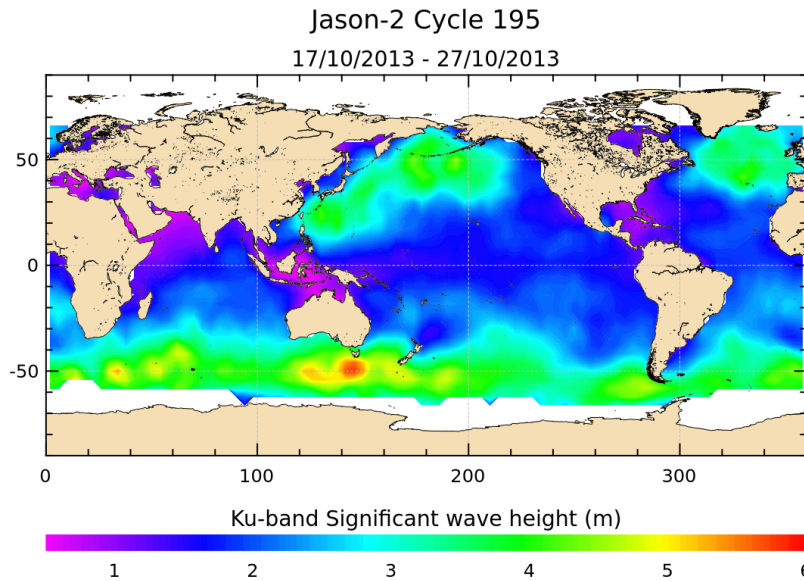 Jason-2 Cycle 195
17/10/2013 - 27/10/2013
50
0
-50
0 100 200 300
Ku-band Significant wave height (m)
1 2 3 4 5 6